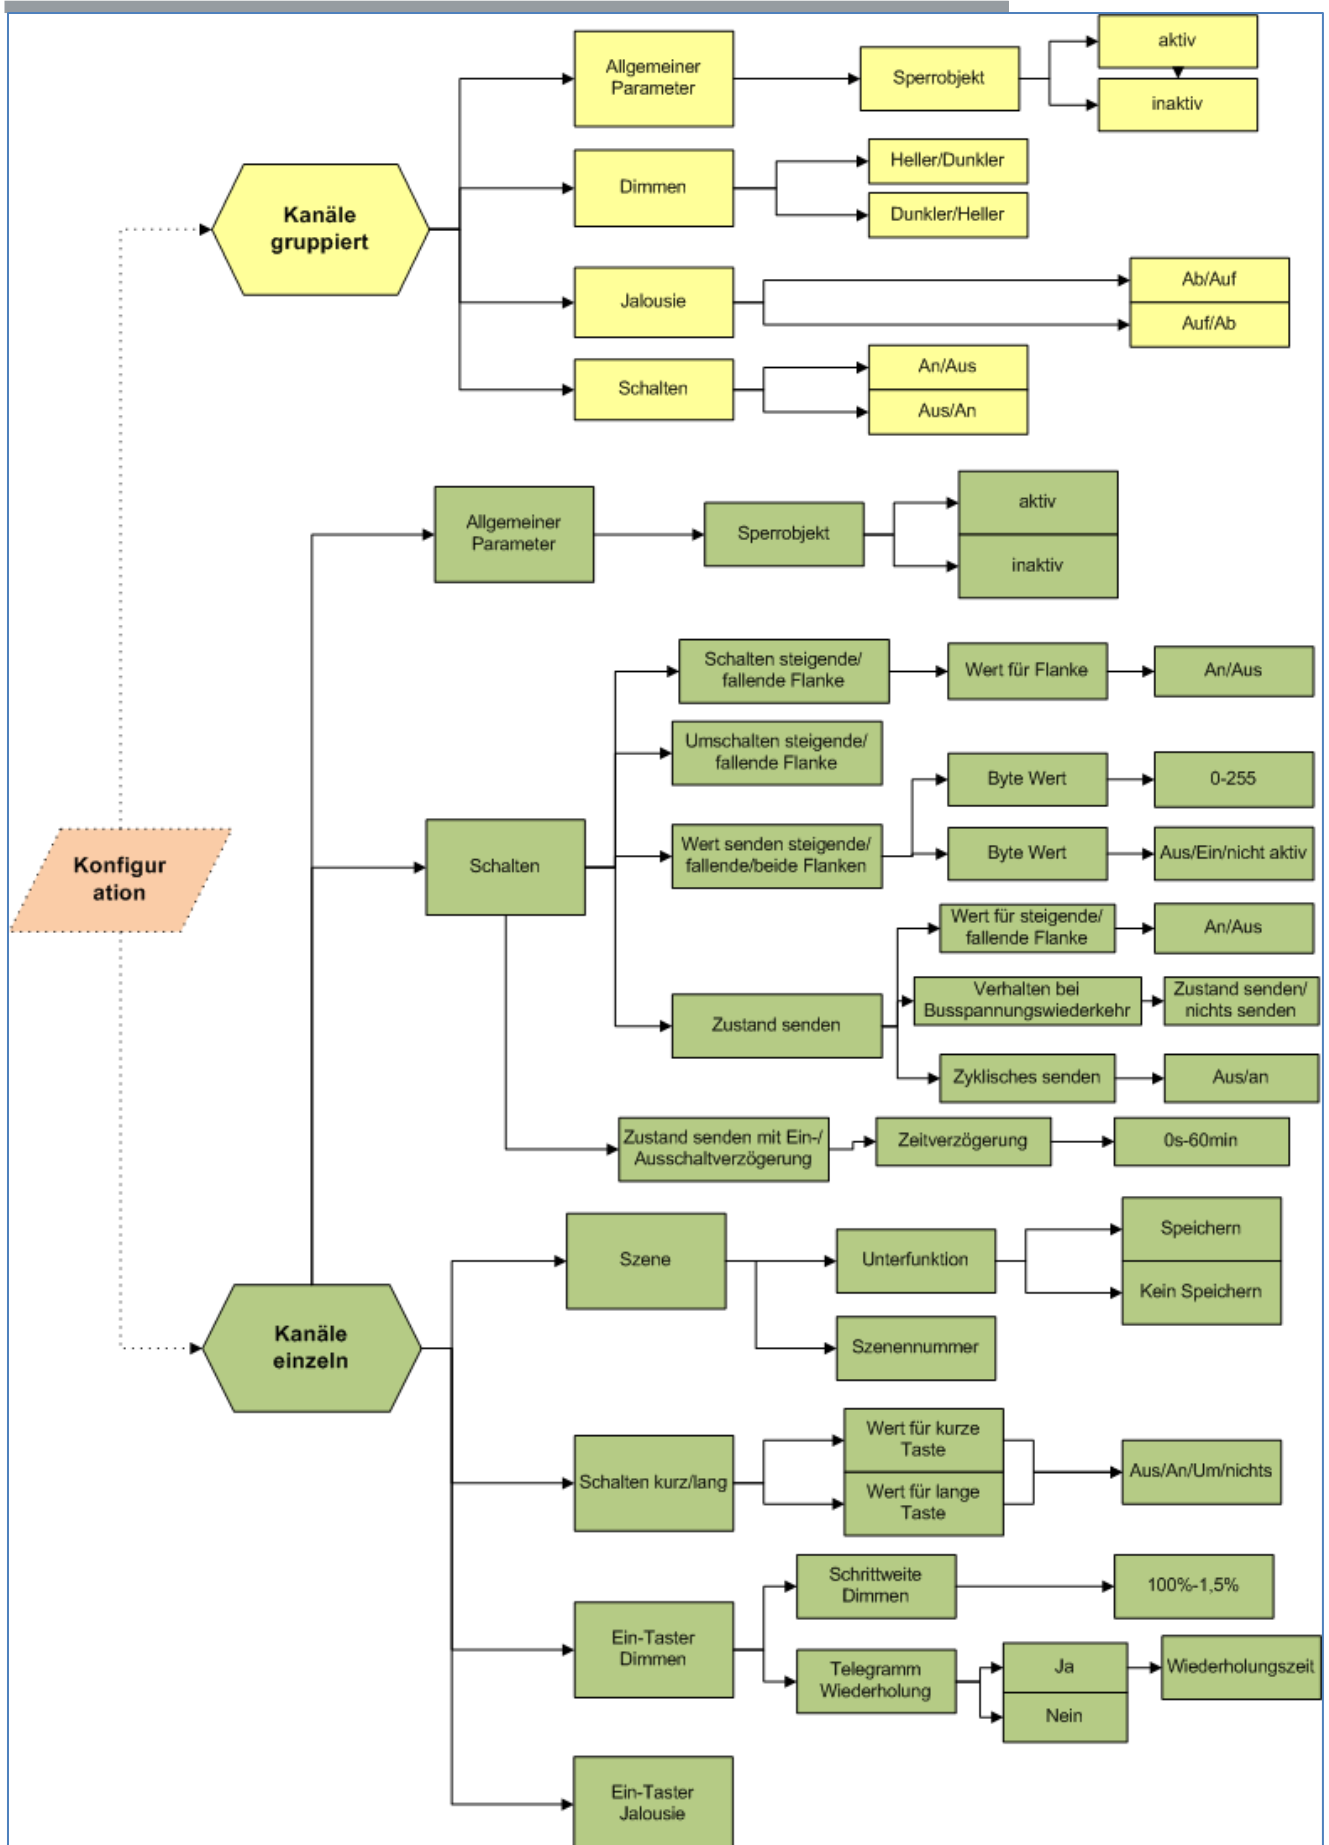 aktiv
Allgemeiner
Parameter
Sperrobjekt
inaktiv
Heller/Dunkler
Dimmen
Dunkler/Heller
Kanäle
gruppiert
Ab/Auf
Jalousie
Auf/Ab
An/Aus
Schalten
Aus/An
aktiv
Allgemeiner
Parameter
Sperrobjekt
inaktiv
Schalten steigende/
fallende Flanke
Wert für Flanke
An/Aus
Umschalten steigende/
fallende Flanke
Byte Wert
0-255
Wert senden steigende/
fallende/beide Flanken
Byte Wert
Aus/Ein/nicht aktiv
Konfigur
ation
Schalten
Wert für steigende/
fallende Flanke
An/Aus
Verhalten bei
Busspannungswiederkehr
Zustand senden/
nichts senden
Zustand senden
Zyklisches senden
Aus/an
Zustand senden mit Ein-/
Ausschaltverzögerung
Zeitverzögerung
0s-60min
Speichern
Szene
Unterfunktion
Kein Speichern
Kanäle
einzeln
Szenennummer
Wert für kurze
Taste
Schalten kurz/lang
Aus/An/Um/nichts
Wert für lange
Taste
Schrittweite
Dimmen
100%-1,5%
Ein-Taster
Dimmen
Telegramm
Wiederholung
Ja
Wiederholungszeit
Nein
Ein-Taster
Jalousie